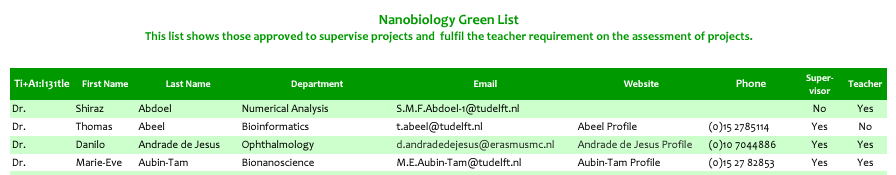 Nanobiology Green List
This list shows those approved to supervise projects and fulfil the teacher requirement on the assessment of projects.
Ti+A1:I131tle First Name Last Name Department Email Website Phone Super-visor Teacher
Dr. Shiraz Abdoel Numerical Analysis S.M.F.Abdoel-1@tudelft.nl No Yes
Dr. Thomas Abeel Bioinformatics t.abeel@tudelft.nl Abeel Profile (0)15 2785114 Yes No
Dr. Danilo Andrade de Jesus Ophthalmology d.andradedejesus@erasmusmc.nl Andrade de Jesus Profile (0)10 7044886 Yes Yes
Dr. Marie-Eve Aubin-Tam Bionanoscience M.E.Aubin-Tam@tudelft.nl Aubin-Tam Profile (0)15 27 82853 Yes Yes